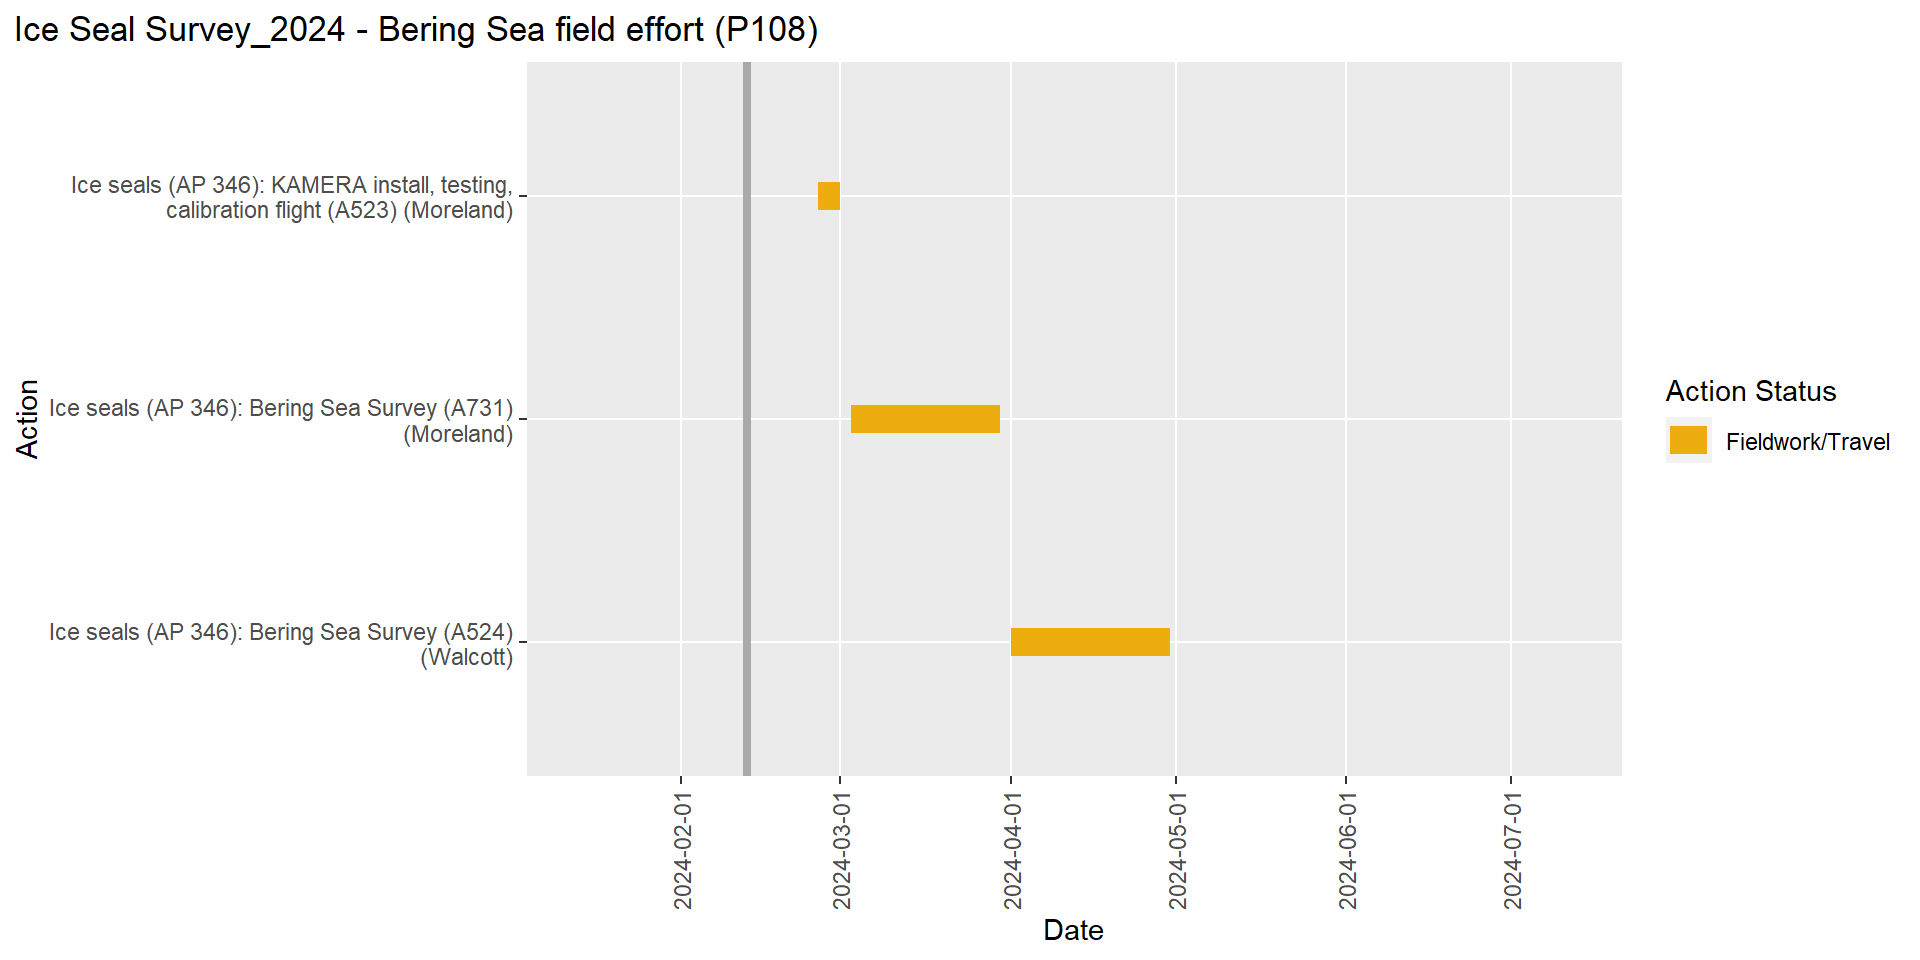 Ice Seal Survey_2024 - Bering Sea field effort (P108)
Action
Ice seals (AP 346): KAMERA install, testing,
calibration flight (A523) (Moreland)
Ice seals (AP 346): Bering Sea Survey (A731)
(Moreland)
Ice seals (AP 346): Bering Sea Survey (A524)
(Walcott)
2024-02-01
2024-03-01
2024-04-01
2024-05-01
2024-06-01
2024-07-01
Date
Action Status
Fieldwork/Travel